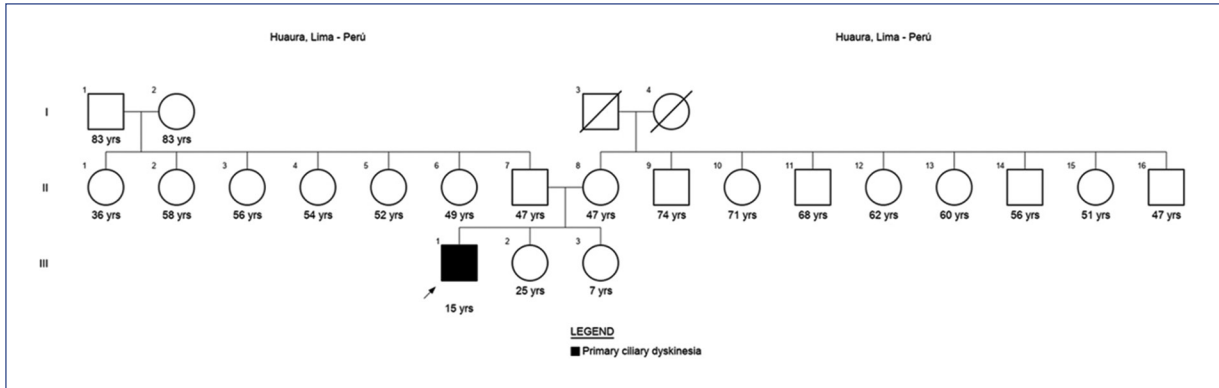 Huaura, Lima - Perú Huaura, Lima - Perú
I 1 2 3 4
83 yrs 83 yrs
II 1 2 3 4 5 6 7 8 9 10 11 12 13 14 15 16
36 yrs 58 yrs 56 yrs 54 yrs 52 yrs 49 yrs 47 yrs 47 yrs 74 yrs 71 yrs 68 yrs 62 yrs 60 yrs 56 yrs 51 yrs 47 yrs
III 1 2 3
15 yrs 25 yrs 7 yrs
LEGEND
Primary ciliary dyskinesia